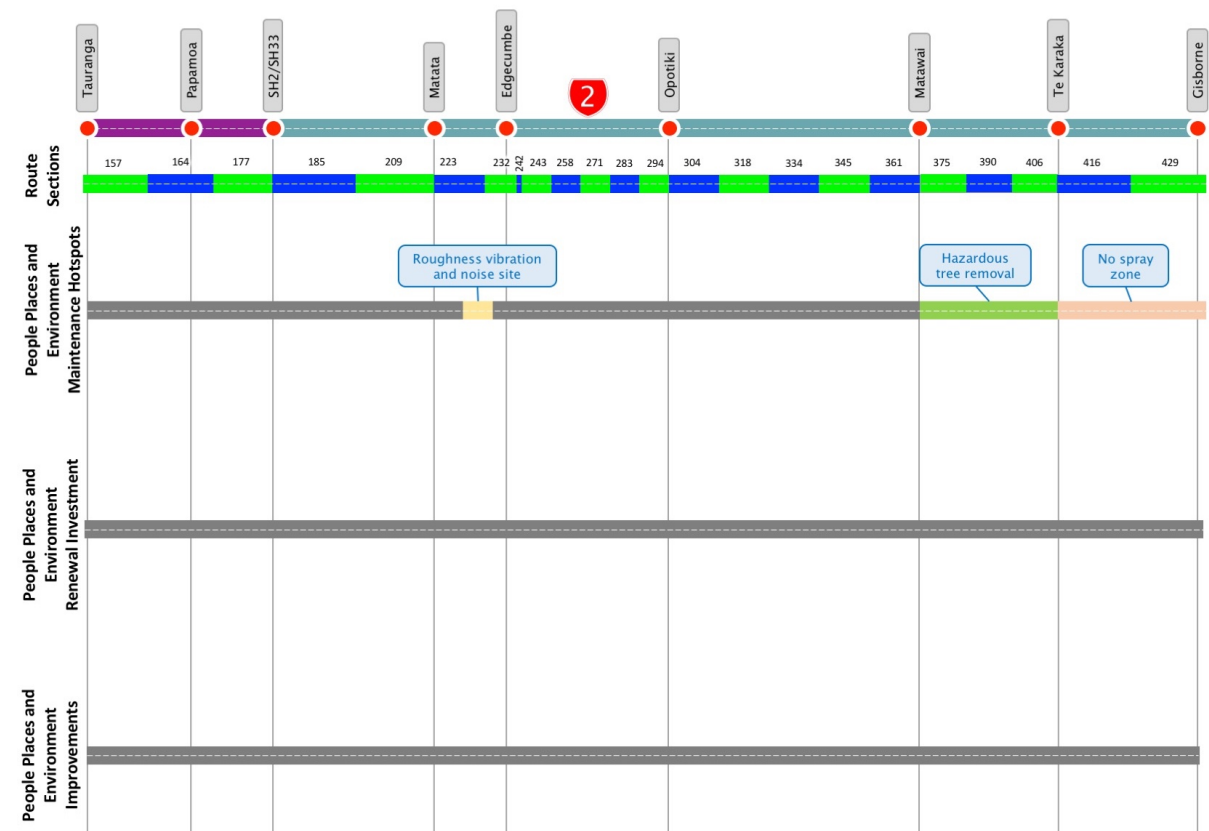 Tauranga
Papamoa
SH2/SH33
Matata
Edgecumbe
2
Opotiki
Matawai
Te Karaka
Gisborne
Route
Sections
157 164 177 185 209 223 232 242 243 258 271 283 294 304 318 334 345 361 375 390 406 416 429
People Places and
Environment
Maintenance Hotspots
Roughness vibration
and noise site
Hazardous
tree removal
No spray
zone
People Places and
Environment
Renewal Investment
People Places and
Environment
Improvements